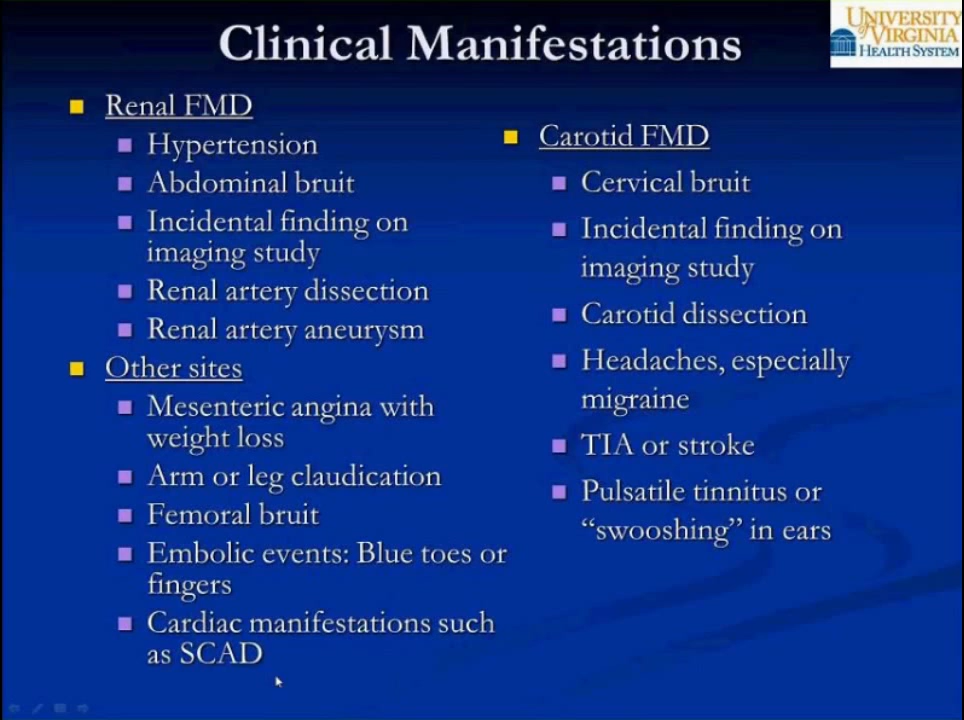 Clinical Manifestations
UNIVERSITY
of VIRGINIA
HEALTH SYSTEM
Renal FMD
Hypertension
Abdominal bruit
Incidental finding on
imaging study
Renal artery dissection
Renal artery aneurysm
Other sites
Mesenteric angina with
weight loss
Arm or leg claudication
Femoral bruit
Embolic events: Blue toes or
fingers
Cardiac manifestations such
as SCAD
Carotid FMD
Cervical bruit
Incidental finding on
imaging study
Carotid dissection
Headaches, especially
migraine
TIA or stroke
Pulsatile tinnitus or
“swooshing” in ears